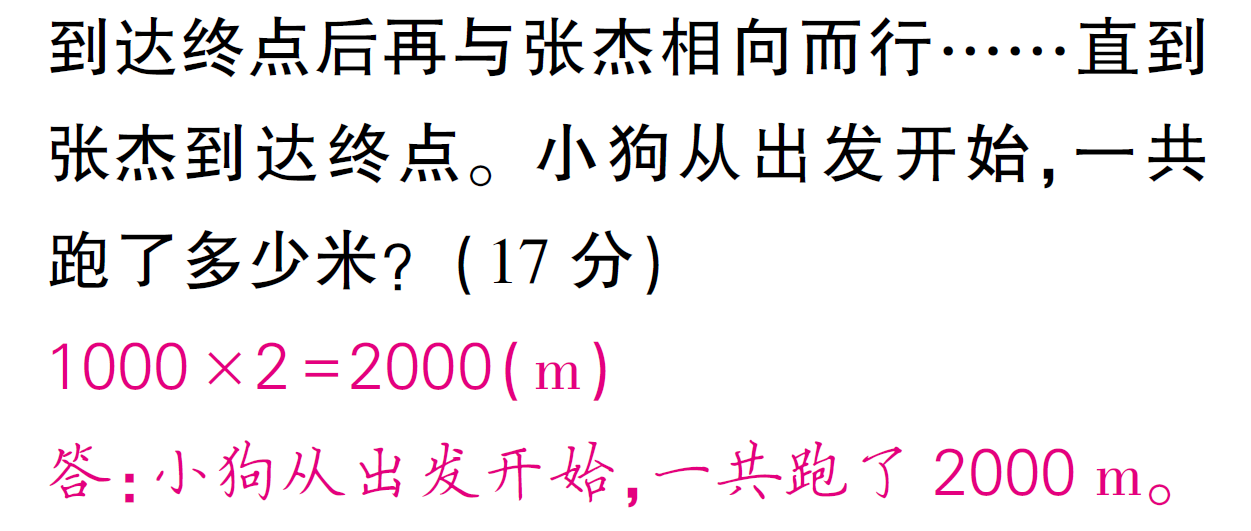 到达终点后再与张杰相向而行……直到
张杰到达终点。小狗从出发开始,一共
跑了多少米?(17 分)
1000×2=2000(m)
答:小狗从出发开始,一共跑了 2000 m。